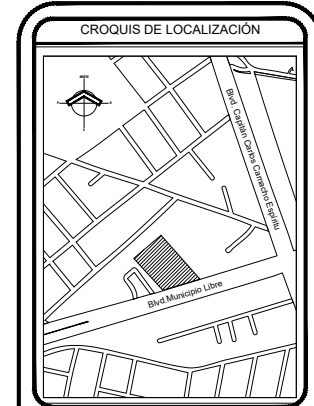 CROQUIS DE LOCALIZACIÓN
Blvd. Capitán Carlos Camacho Espíritu
Blvd.Municipio Libre